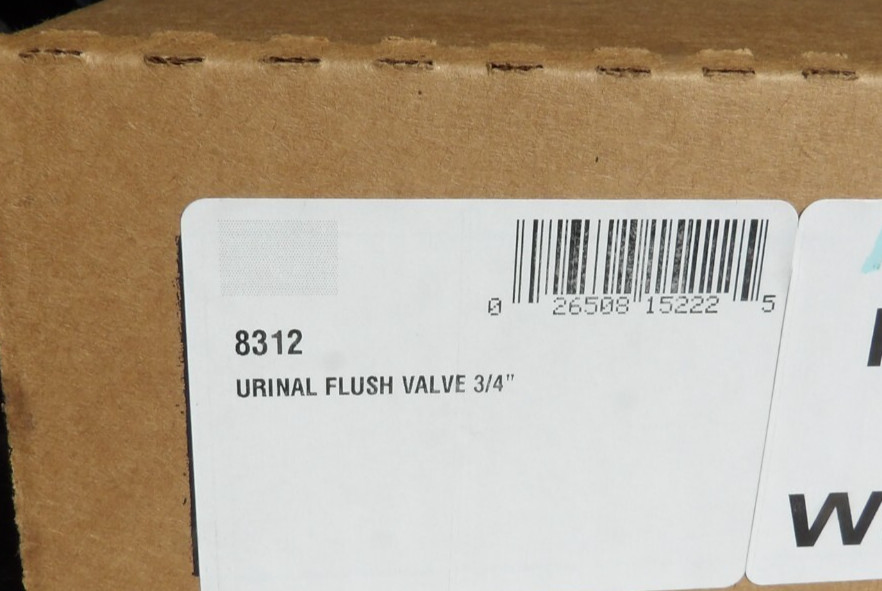 0 26508 15222 5
8312
URINAL FLUSH VALVE 3/4"
W